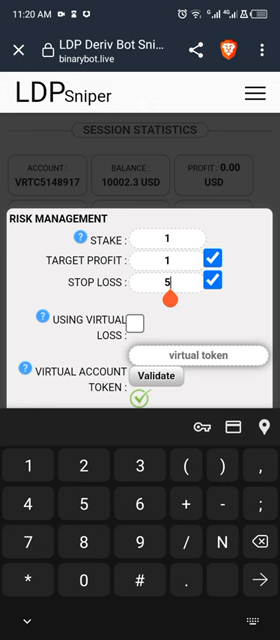 11:20 AM
LDP Deriv Bot Sni...
binarybot.live
LDPSniper
SESSION STATISTICS
ACCOUNT : BALANCE : PROFIT : 0.00
VRTC5148917 10002.3 USD USD
RISK MANAGEMENT
? STAKE : 1
TARGET PROFIT : 1
STOP LOSS : 5
? USING VIRTUAL
LOSS :
virtual token
? VIRTUAL ACCOUNT Validate
TOKEN :
1 2 3 ( ) ,
4 5 6 + - ;
7 8 9 / N
* 0 # .